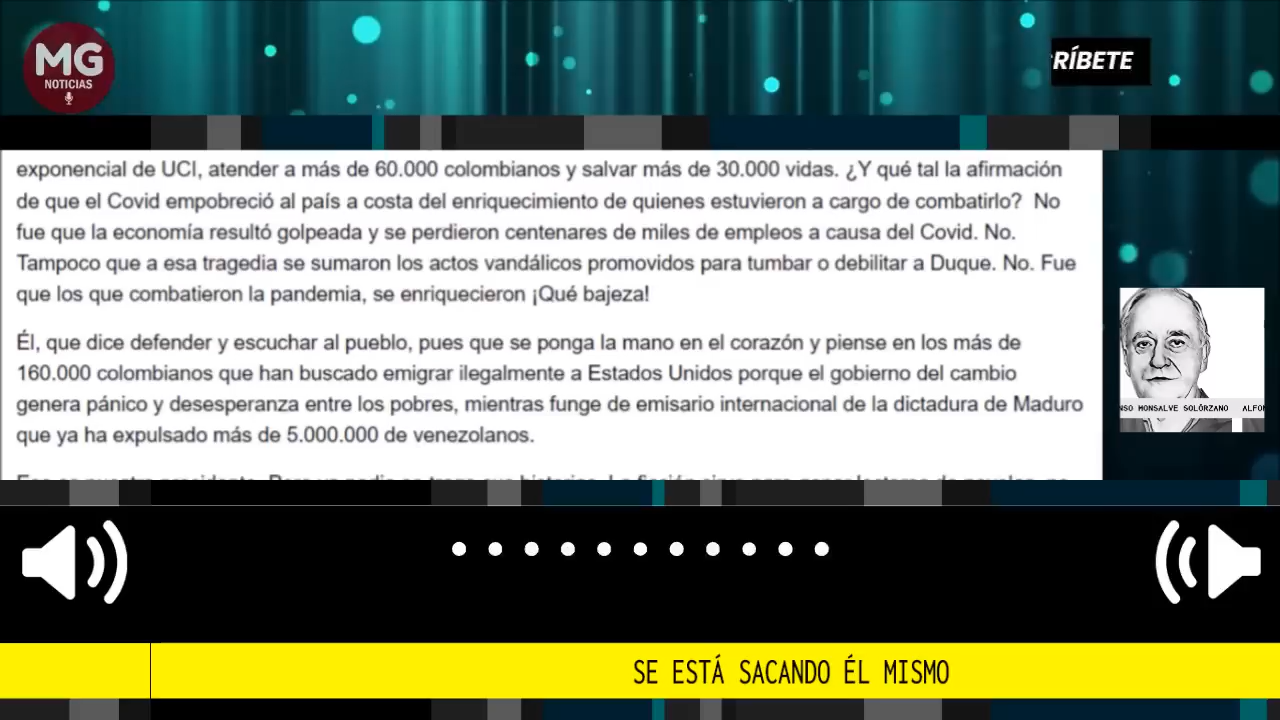 MG
NOTICIAS
RÍBETE
exponencial de UCI, atender a más de 60.000 colombianos y salvar más de 30.000 vidas. ¿Y qué tal la afirmación
de que el Covid empobreció al país a costa del enriquecimiento de quienes estuvieron a cargo de combatirlo? No
fue que la economía resultó golpeada y se perdieron centenares de miles de empleos a causa del Covid. No.
Tampoco que a esa tragedia se sumaron los actos vandálicos promovidos para tumbar o debilitar a Duque. No. Fue
que los que combatieron la pandemia, se enriquecieron ¡Qué bajeza!
Él, que dice defender y escuchar al pueblo, pues que se ponga la mano en el corazón y piense en los más de
160.000 colombianos que han buscado emigrar ilegalmente a Estados Unidos porque el gobierno del cambio
genera pánico y desesperanza entre los pobres, mientras funge de emisario internacional de la dictadura de Maduro
que ya ha expulsado más de 5.000.000 de venezolanos.
NSO MONSALVE SOLÓRZANO ALFON
SE ESTÁ SACANDO ÉL MISMO